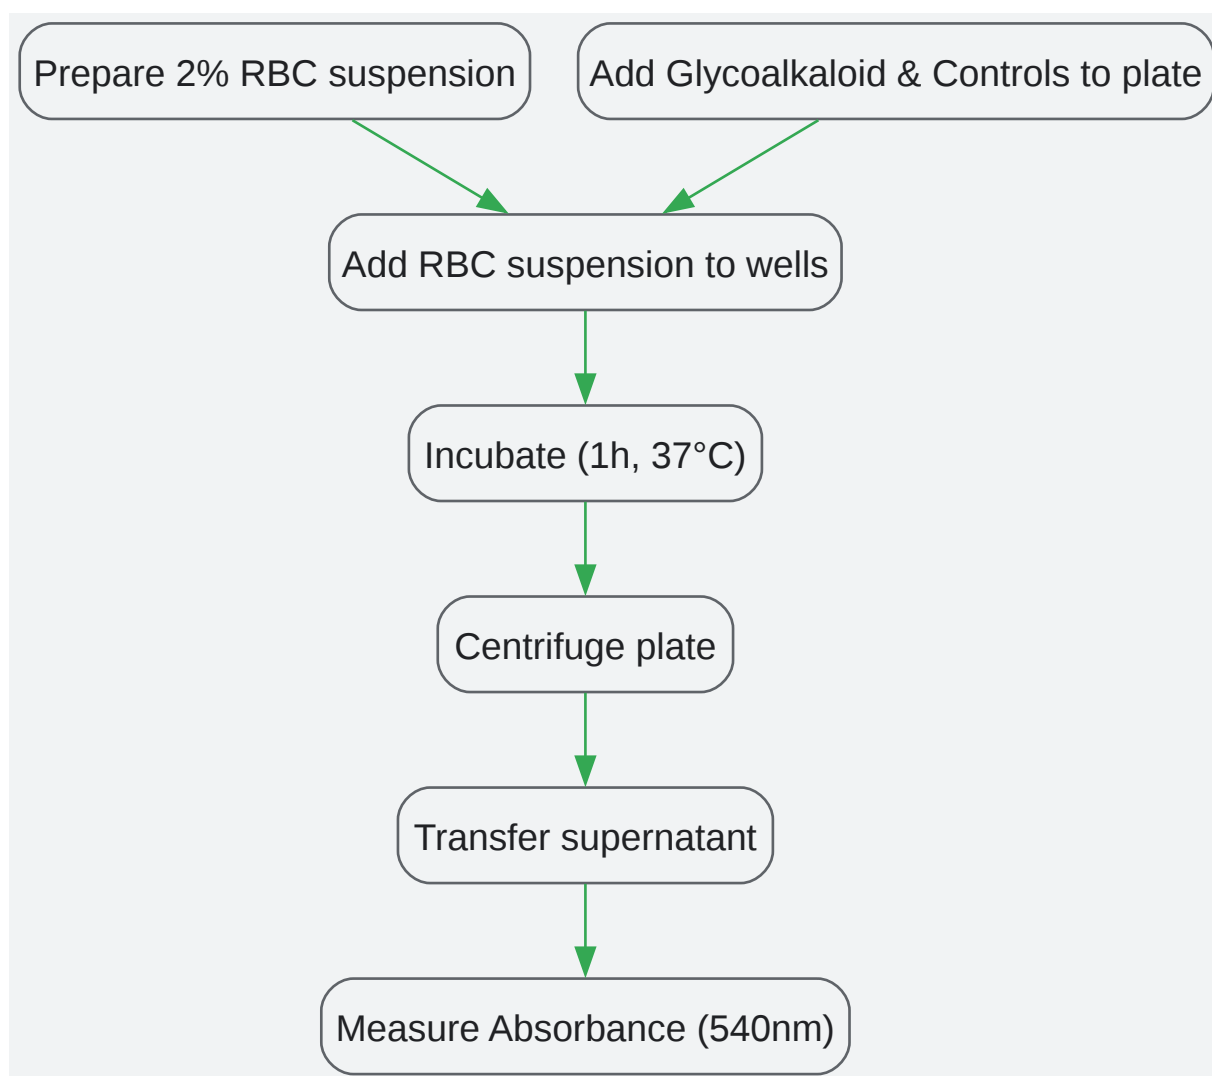 Prepare 2% RBC suspension
Add Glycoalkaloid & Controls to plate
Add RBC suspension to wells
Incubate (1h, 37°C)
Centrifuge plate
Transfer supernatant
Measure Absorbance (540nm)